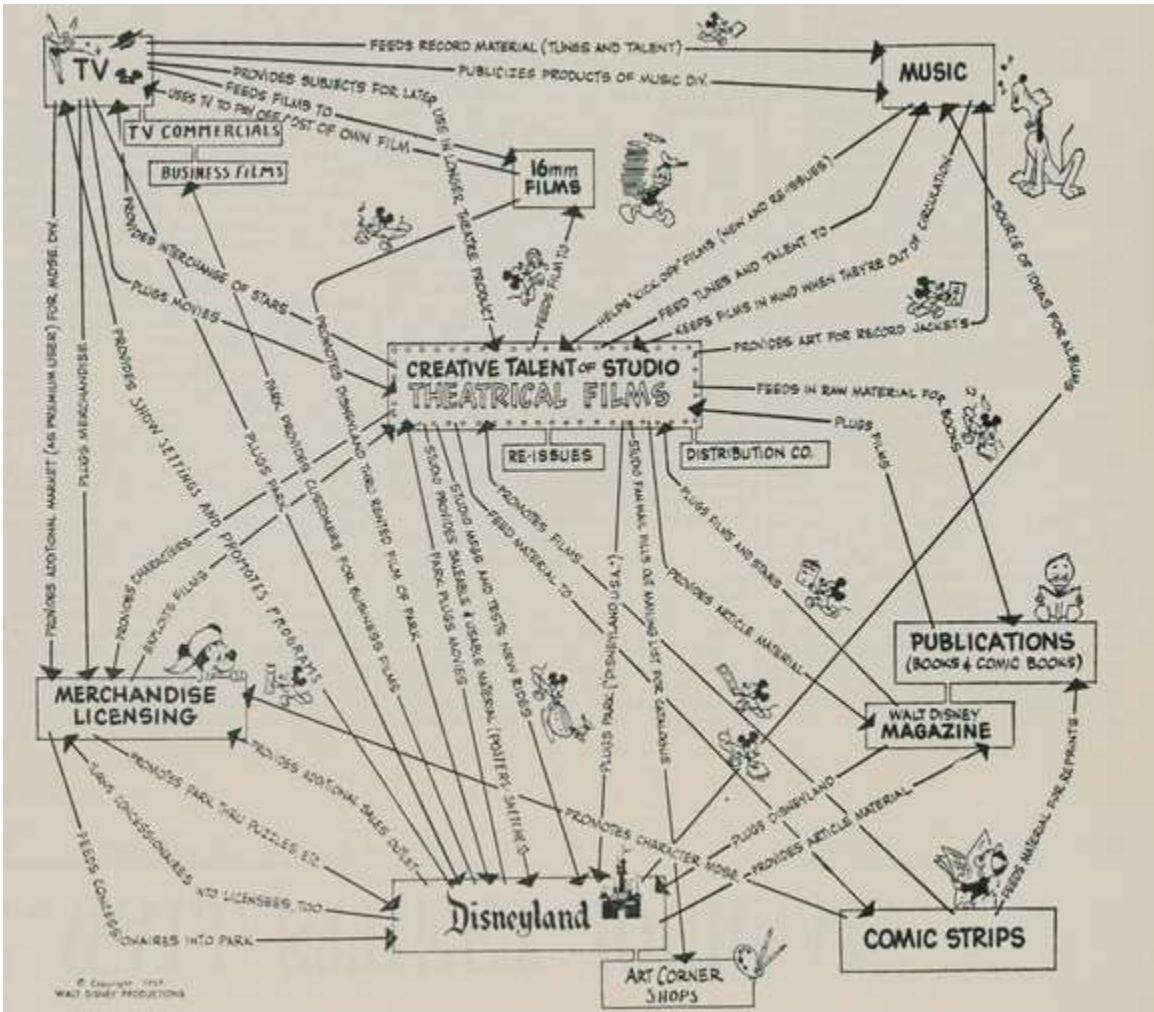 TV
TV COMMERCIALS
BUSINESS FILMS
FEEDS RECORD MATERIAL (TUNES AND TALENT)
PUBLICIZES PRODUCTS OF MUSIC DIV.
MUSIC
PROVIDES SUBJECTS FOR LATER USE IN LONGER THEATRE PRODUCT
FEEDS FILMS TO
USES TV TO PAY OFF COST OF OWN FILM
16mm
FILMS
FEEDS FILM TO
PROMOTES DISNEYLAND THRU RENTED FILM OF PARK
HELPS "KICK OFF" FILMS (NEW AND RE-ISSUES)
FEED TUNES AND TALENT TO
KEEPS FILMS IN MIND WHEN THEY'RE OUT OF CIRCULATION
PROVIDES ART FOR RECORD JACKETS
SOURCE OF IDEAS FOR ALBUMS
PROVIDES INTERCHANGE OF STARS
PLUGS MOVIES
CREATIVE TALENT OF STUDIO
THEATRICAL FILMS
RE-ISSUES
DISTRIBUTION CO.
FEEDS IN RAW MATERIAL FOR BOOKS
PLUGS FILMS
PROVIDES ADDITIONAL MARKET (AS PREMIUM USER) FOR MDSE. DIV.
PLUGS MERCHANDISE
PROVIDES SHOW SETTINGS AND PROMOTES PROGRAMS
PLUGS PARK
PARK PROVIDES CUSTOMAIRE FOR BUSINESS FILMS
PROVIDES CHARACTERS
EXPLOITS FILMS
STUDIO PROVIDES SALEABLE & USABLE MATERIAL (POSTERS-SKETCHES
PARK PLUGS MOVIES
STUDIO MFGS AND TESTS NEW RIDES
FEED MATERIAL TO
PROMOTES FILMS
PLUGS PARK ("DISNEYLAND U.S.A.")
STUDIO FAN MAIL FILLS OUT MAILING LIST FOR CATALOGUE
PLUGS FILMS AND STARS
PROVIDES ARTICLE MATERIAL
PUBLICATIONS
(BOOKS & COMIC BOOKS)
WALT DISNEY
MAGAZINE
MERCHANDISE
LICENSING
PROVIDES ADDITIONAL SALES OUTLET
PROMOTES PARK THRU PUZZLES, ETC
TURNS CONCESSIONAIRES INTO LICENSEES, TOO
FEEDS CONCESSIONAIRES INTO PARK
PROMOTES CHARACTER MDSE.
PLUGS DISNEYLAND
PROVIDES ARTICLE MATERIAL
FEEDS MATERIAL FOR REPRINTS
Disneyland
ART CORNER
SHOPS
COMIC STRIPS
© Copyright 1957
WALT DISNEY PRODUCTIONS